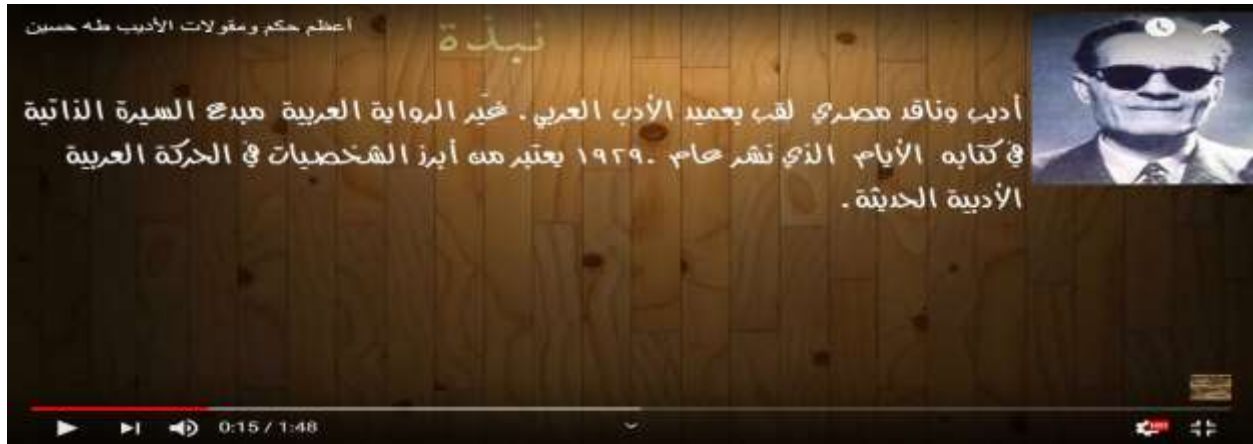 أعظم حكم ومقولات الأديب طه حسين
نبذة
أديب وناقد مصري لقب بعميد الأدب العربي. غيّر الرواية العربية مبدع السيرة الذاتية
في كتابه الأيام الذي نشر عام .١٩٢٩ يعتبر من أبرز الشخصيات في الحركة العربية
الأدبية الحديثة.
0:15 / 1:48